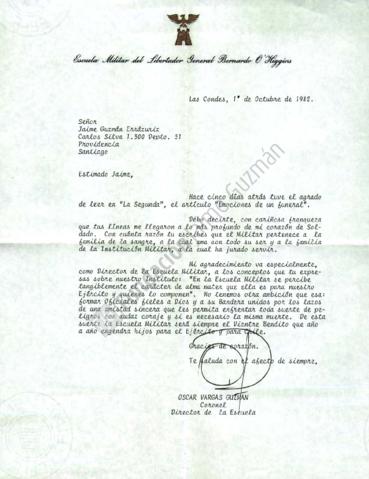 Escuela Militar del Libertador General Bernardo O'Higgins
Las Condes, 1° Octubre de 1982.
Señor
Jaime Guzmán Errázuriz
Carlos Silva 1.300 Depto. 31
Providencia
Santiago
Estimado Jaime,
Hace cinco días atrás tuve el agrado
de leer en "La Segunda", el artículo "Emociones de un funeral".
Debo decirte, con cariñosa franqueza
que tus líneas me llegaron a lo más profundo de mi corazón de Sol-
dado. Con cuánta razón tú escribes que el Militar pertenece a la
familia de la sangre, a la cual ama con todo su ser y a la familia
de la Institución Militar, a la cual ha jurado servir.
Mi agradecimiento va especialmente,
como Director de la Escuela Militar, a los conceptos que tu expre-
sas sobre nuestro Instituto: "En la Escuela Militar se percibe
tangiblemente el carácter de alma mater que ella es para nuestro
Ejército y quienes lo componen". No tenemos otra ambición que esa:
formar Oficiales fieles a Dios y a su Bandera unidos por los lazos
de una amistad sincera que les permita enfrentar toda suerte de pe-
ligros, mucho coraje y si es necesario la misma muerte. De esta
suerte la Escuela Militar será siempre el Vientre Bendito que año
a año engendra hijos para el Ejército y para Chile.
Gracias de corazón.
Te saluda con el afecto de siempre,
OSCAR VARGAS GUZMAN
Coronel
Director de la Escuela
Guzmán